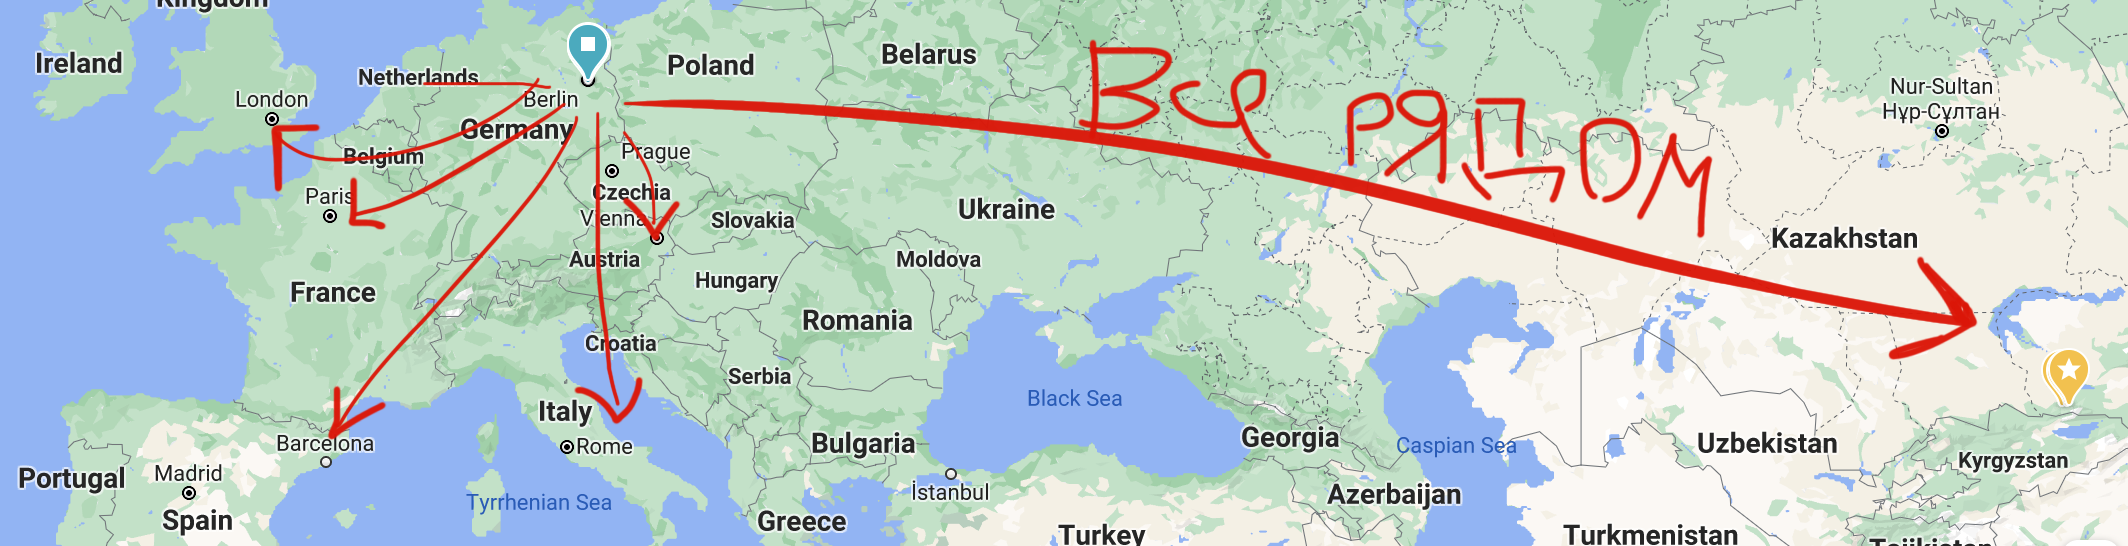 Kingdom
Ireland
Netherlands
Poland
Belarus
Все рядом
Nur-Sultan
Нұр-Сұлтан
London
Berlin
Germany
Belgium
Prague
Czechia
Paris
Vienna
Slovakia
Ukraine
Kazakhstan
Austria
Moldova
Hungary
France
Romania
Croatia
Serbia
Black Sea
Italy
Barcelona
Rome
Bulgaria
Georgia
Caspian Sea
Uzbekistan
Kyrgyzstan
Portugal
Madrid
Tyrrhenian Sea
İstanbul
Azerbaijan
Spain
Greece
Turkey
Turkmenistan
Tajikistan